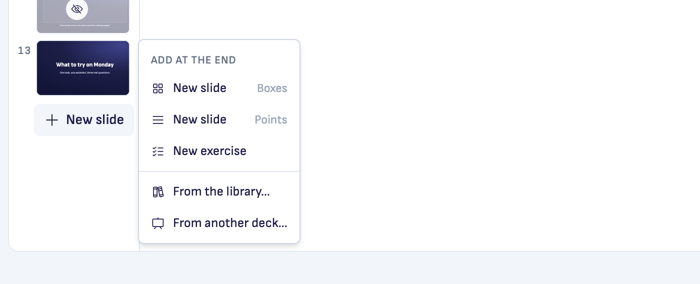 13
What to try on Monday
New slide
ADD AT THE END
New slide Boxes
New slide Points
New exercise
From the library...
From another deck...